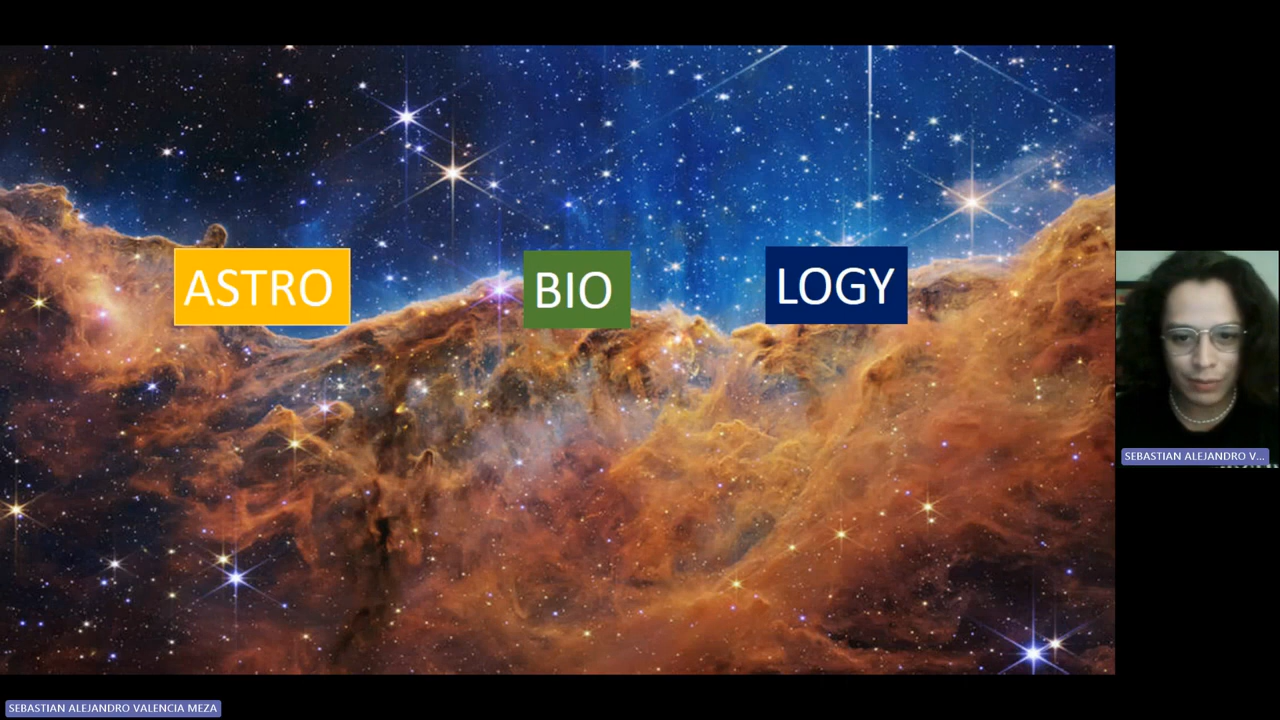 ASTRO
BIO
LOGY
SEBASTIAN ALEJANDRO V...
SEBASTIAN ALEJANDRO VALENCIA MEZA